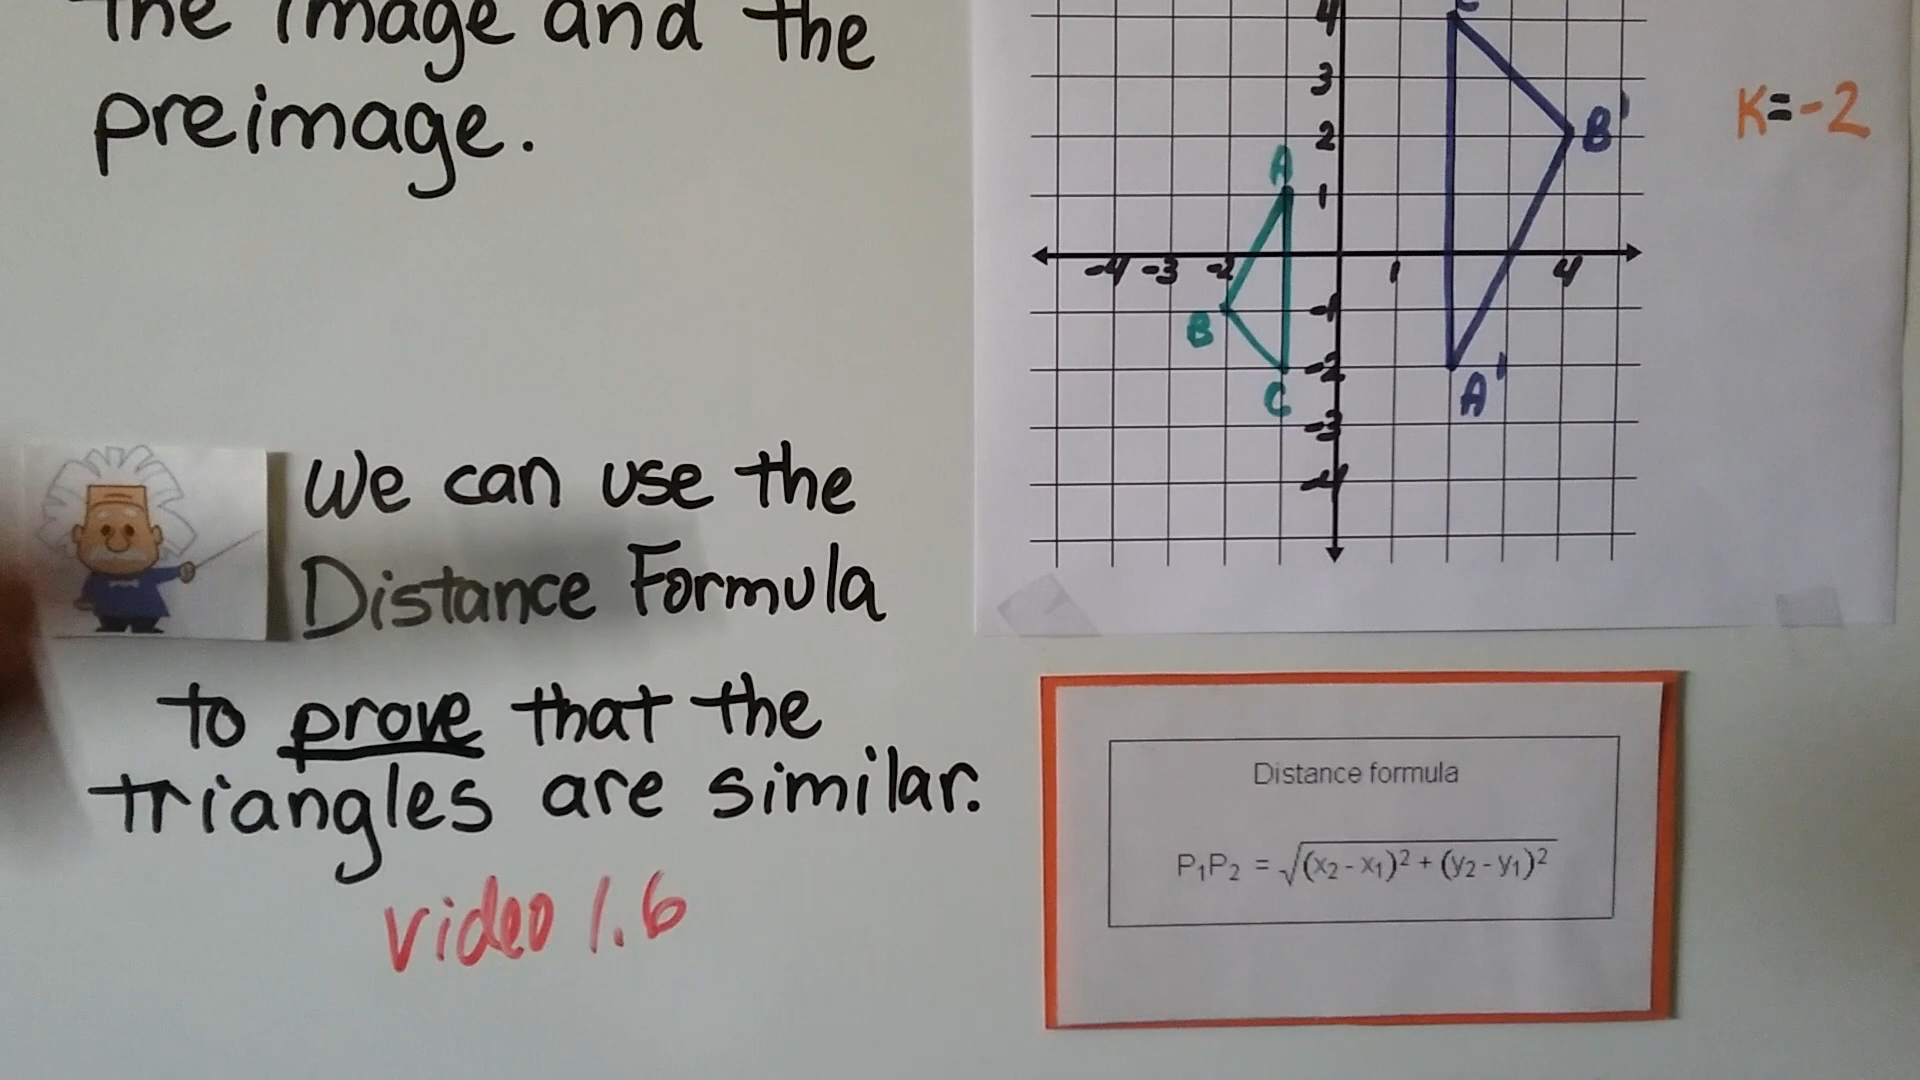 the image and the
preimage.
4
3
K=-2
B'
2
A
1
-4 -3 -2 1 4
B
-1
-2
C
A'
-3
-4
We can use the
Distance Formula
to prove that the
triangles are similar.
video 1.6
Distance formula
P₁P₂ = √(x₂ - x₁)² + (y₂ - y₁)²